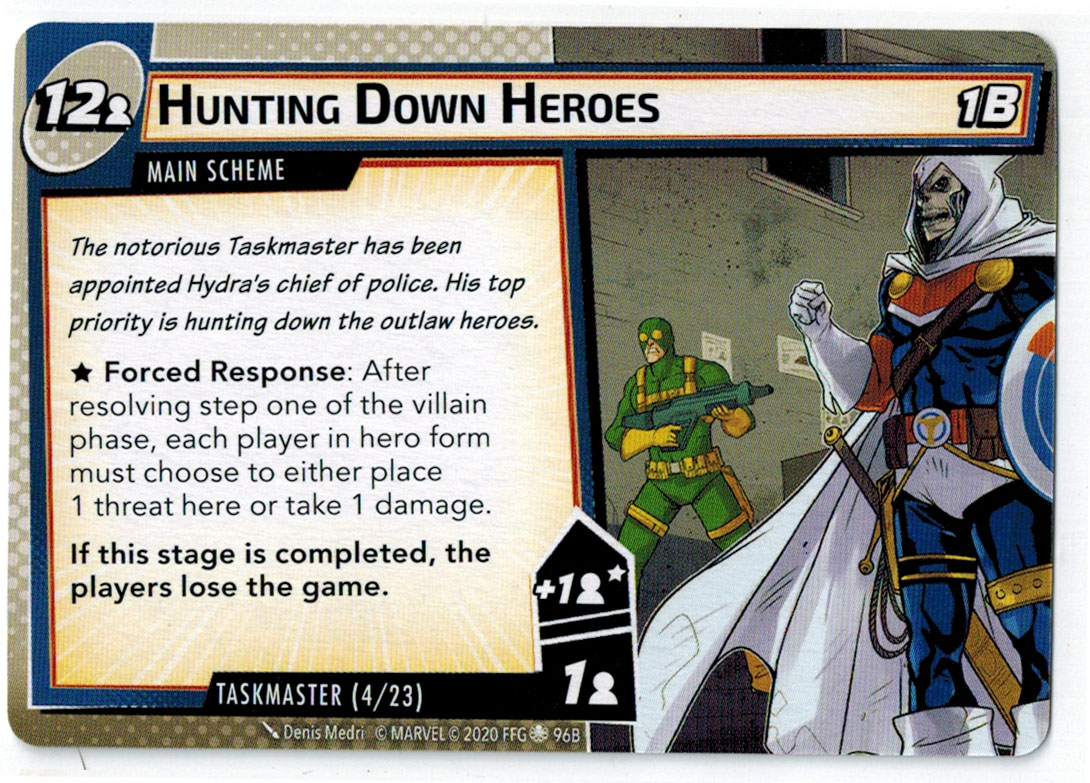 12
HUNTING DOWN HEROES
1B
MAIN SCHEME
The notorious Taskmaster has been
appointed Hydra's chief of police. His top
priority is hunting down the outlaw heroes.
★ Forced Response: After
resolving step one of the villain
phase, each player in hero form
must choose to either place
1 threat here or take 1 damage.
If this stage is completed, the
players lose the game.
+1★
1
TASKMASTER (4/23)
Denis Medri © MARVEL © 2020 FFG 96B